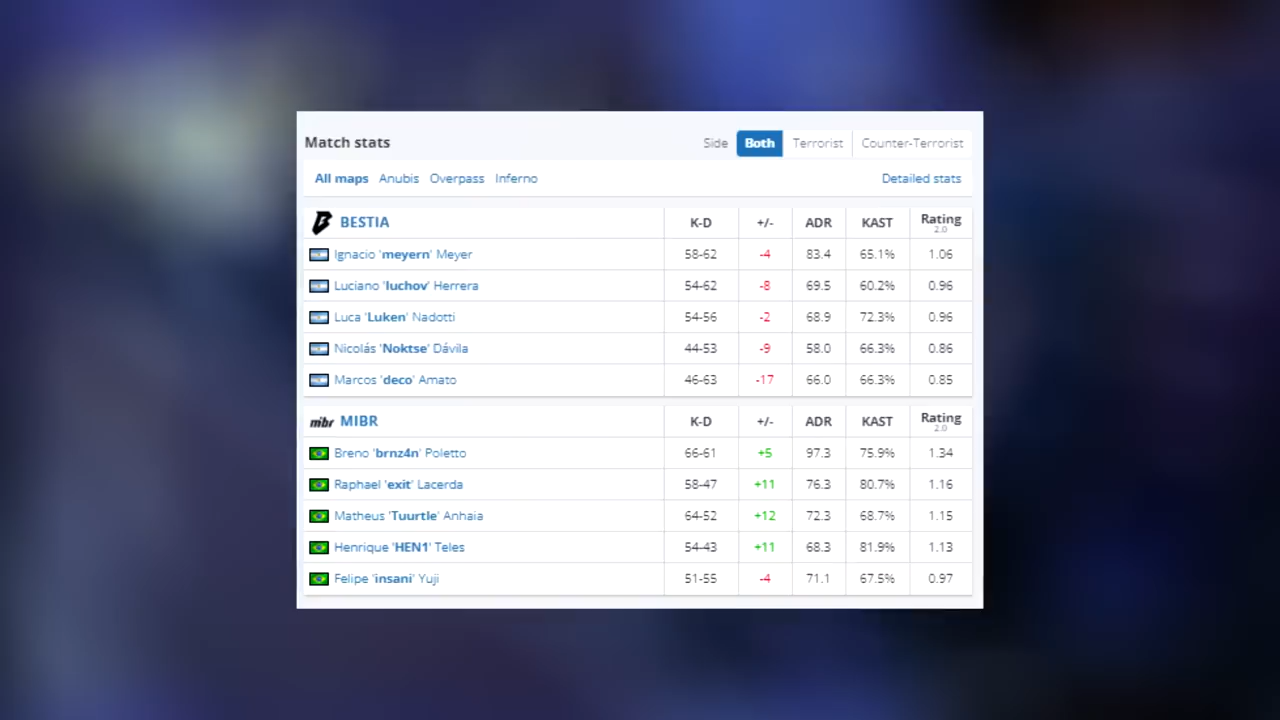 Match stats Side Both Terrorist Counter-Terrorist
All maps Anubis Overpass Inferno Detailed stats
BESTIA K-D +/- ADR KAST Rating 2.0
Ignacio 'meyern' Meyer 58-62 -4 83.4 65.1% 1.06
Luciano 'luchov' Herrera 54-62 -8 69.5 60.2% 0.96
Luca 'Luken' Nadotti 54-56 -2 68.9 72.3% 0.96
Nicolás 'Noktse' Dávila 44-53 -9 58.0 66.3% 0.86
Marcos 'deco' Amato 46-63 -17 66.0 66.3% 0.85
mibr MIBR K-D +/- ADR KAST Rating 2.0
Breno 'brnz4n' Poletto 66-61 +5 97.3 75.9% 1.34
Raphael 'exit' Lacerda 58-47 +11 76.3 80.7% 1.16
Matheus 'Tuurtle' Anhaia 64-52 +12 72.3 68.7% 1.15
Henrique 'HEN1' Teles 54-43 +11 68.3 81.9% 1.13
Felipe 'insani' Yuji 51-55 -4 71.1 67.5% 0.97